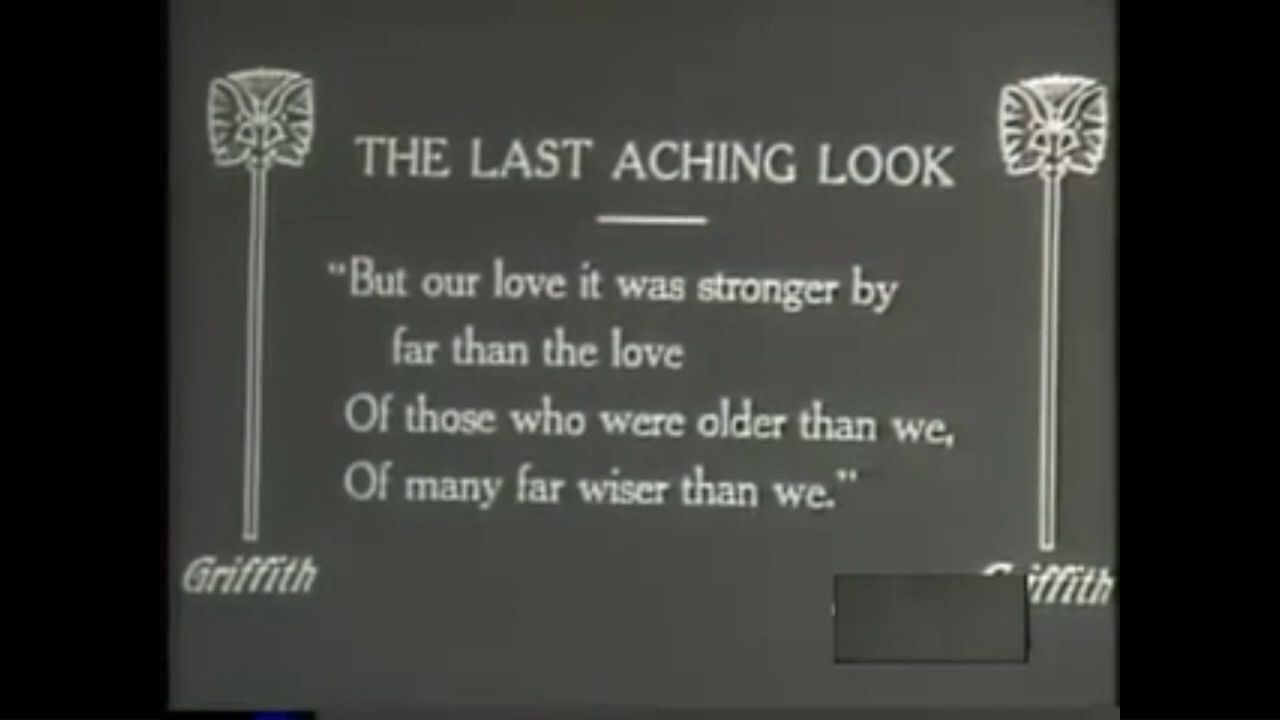 THE LAST ACHING LOOK
“But our love it was stronger by
far than the love
Of those who were older than we,
Of many far wiser than we.”
Griffith
iffith